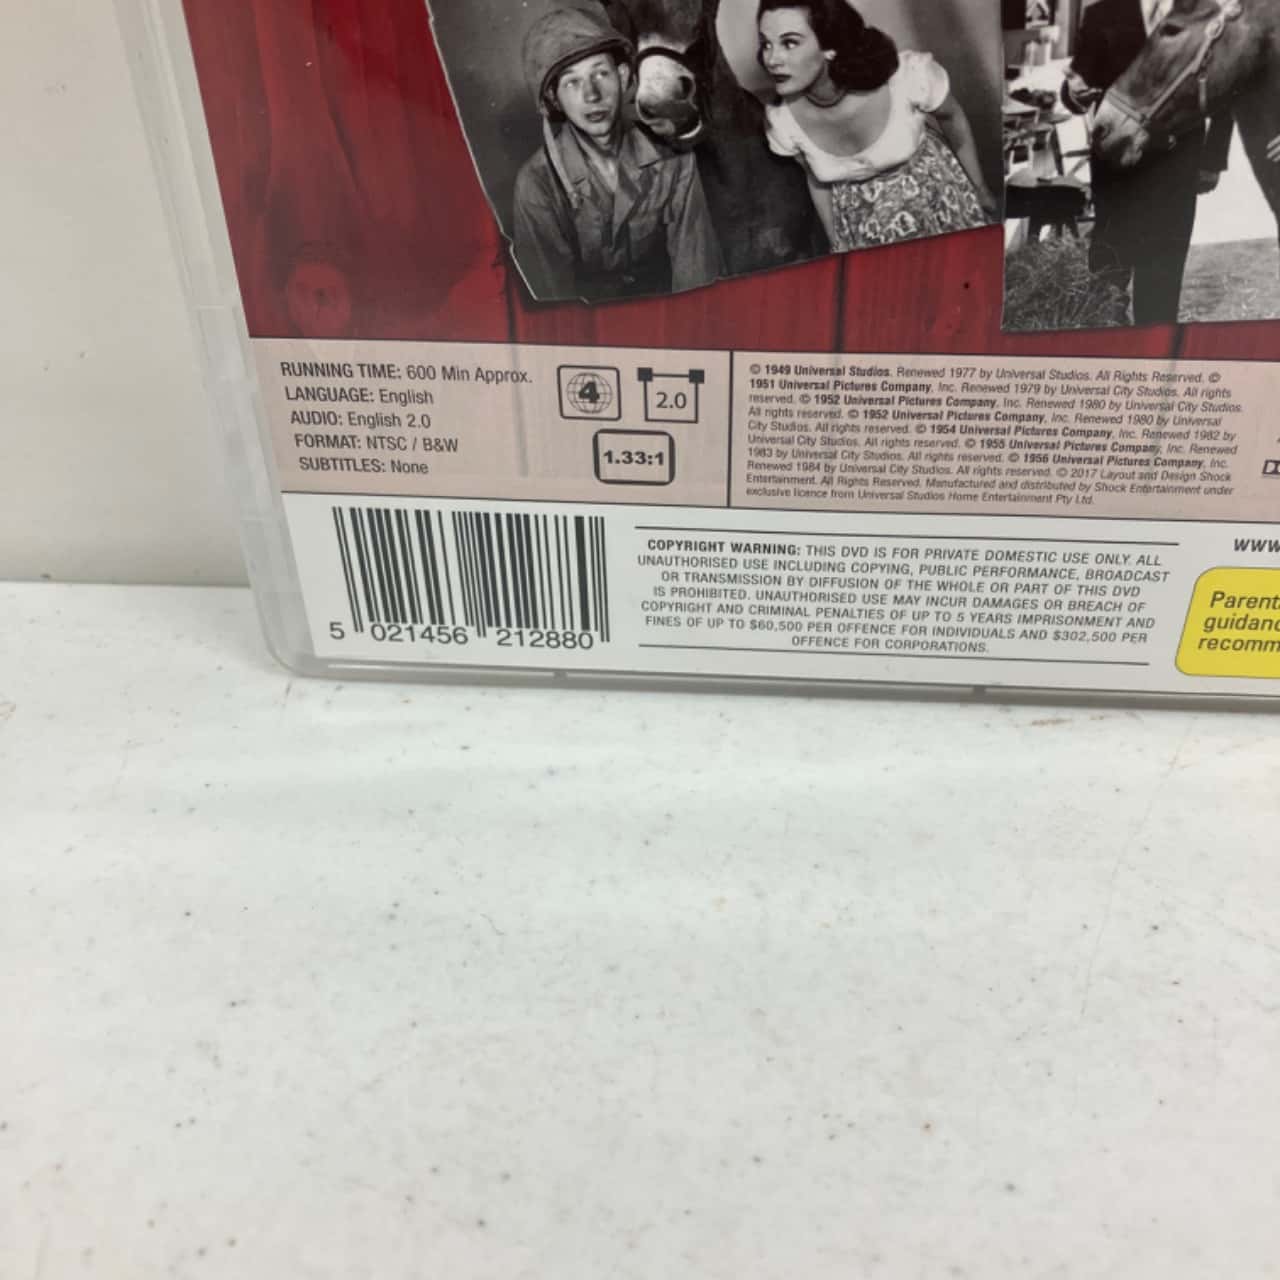 RUNNING TIME: 600 Min Approx.
LANGUAGE: English
AUDIO: English 2.0
FORMAT: NTSC / B&W
SUBTITLES: None
4
2.0
1.33:1
© 1949 Universal Studios. Renewed 1977 by Universal Studios. All Rights Reserved. ©
1951 Universal Pictures Company, Inc. Renewed 1979 by Universal City Studios. All rights
reserved. © 1952 Universal Pictures Company, Inc. Renewed 1980 by Universal City Studios.
All rights reserved. © 1952 Universal Pictures Company, Inc. Renewed 1980 by Universal
City Studios. All rights reserved. © 1954 Universal Pictures Company, Inc. Renewed 1982 by
Universal City Studios. All rights reserved. © 1955 Universal Pictures Company, Inc. Renewed
1983 by Universal City Studios. All rights reserved. © 1956 Universal Pictures Company, Inc.
Renewed 1984 by Universal City Studios. All rights reserved. © 2017 Layout and Design Shock
Entertainment. All Rights Reserved. Manufactured and distributed by Shock Entertainment under
exclusive licence from Universal Studios Home Entertainment Pty Ltd.
5 021456 212880
COPYRIGHT WARNING: THIS DVD IS FOR PRIVATE DOMESTIC USE ONLY. ALL
UNAUTHORISED USE INCLUDING COPYING, PUBLIC PERFORMANCE, BROADCAST
OR TRANSMISSION BY DIFFUSION OF THE WHOLE OR PART OF THIS DVD
IS PROHIBITED. UNAUTHORISED USE MAY INCUR DAMAGES OR BREACH OF
COPYRIGHT AND CRIMINAL PENALTIES OF UP TO 5 YEARS IMPRISONMENT AND
FINES OF UP TO $60,500 PER OFFENCE FOR INDIVIDUALS AND $302,500 PER
OFFENCE FOR CORPORATIONS.
www
Parent
guidanc
recomm